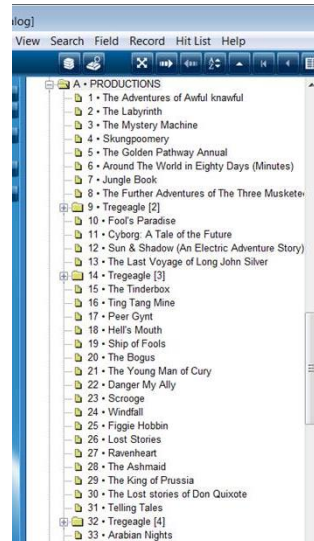 alog]
View Search Field Record Hit List Help
A • PRODUCTIONS
1 • The Adventures of Awful knawful
2 • The Labyrinth
3 • The Mystery Machine
4 • Skungpoomery
5 • The Golden Pathway Annual
6 • Around The World in Eighty Days (Minutes)
7 • Jungle Book
8 • The Further Adventures of The Three Musketee
9 • Tregeagle [2]
10 • Fool's Paradise
11 • Cyborg: A Tale of the Future
12 • Sun & Shadow (An Electric Adventure Story)
13 • The Last Voyage of Long John Silver
14 • Tregeagle [3]
15 • The Tinderbox
16 • Ting Tang Mine
17 • Peer Gynt
18 • Hell's Mouth
19 • Ship of Fools
20 • The Bogus
21 • The Young Man of Cury
22 • Danger My Ally
23 • Scrooge
24 • Windfall
25 • Figgie Hobbin
26 • Lost Stories
27 • Ravenheart
28 • The Ashmaid
29 • The King of Prussia
30 • The Lost stories of Don Quixote
31 • Telling Tales
32 • Tregeagle [4]
33 • Arabian Nights